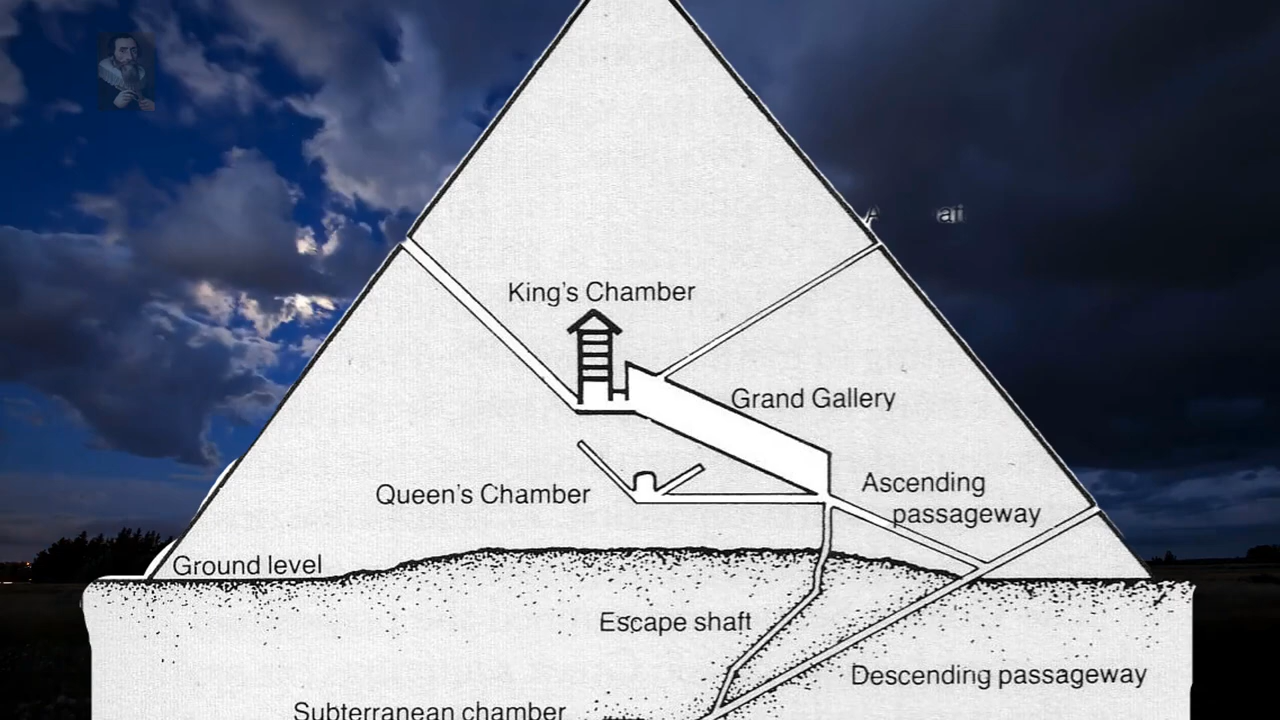 King's Chamber
Grand Gallery
Ascending
passageway
Queen's Chamber
Ground level
Escape shaft
Descending passageway
Subterranean chamber